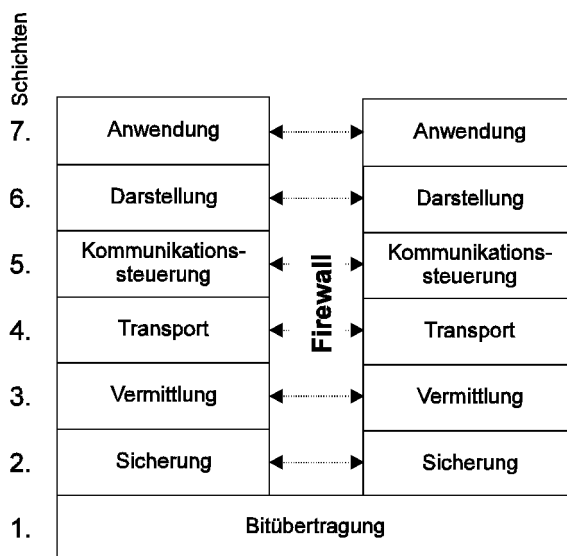 Schichten
7.
Anwendung
Anwendung
6.
Darstellung
Darstellung
5.
Kommunikations-
steuerung
Kommunikations-
steuerung
Firewall
4.
Transport
Transport
3.
Vermittlung
Vermittlung
2.
Sicherung
Sicherung
1.
Bitübertragung